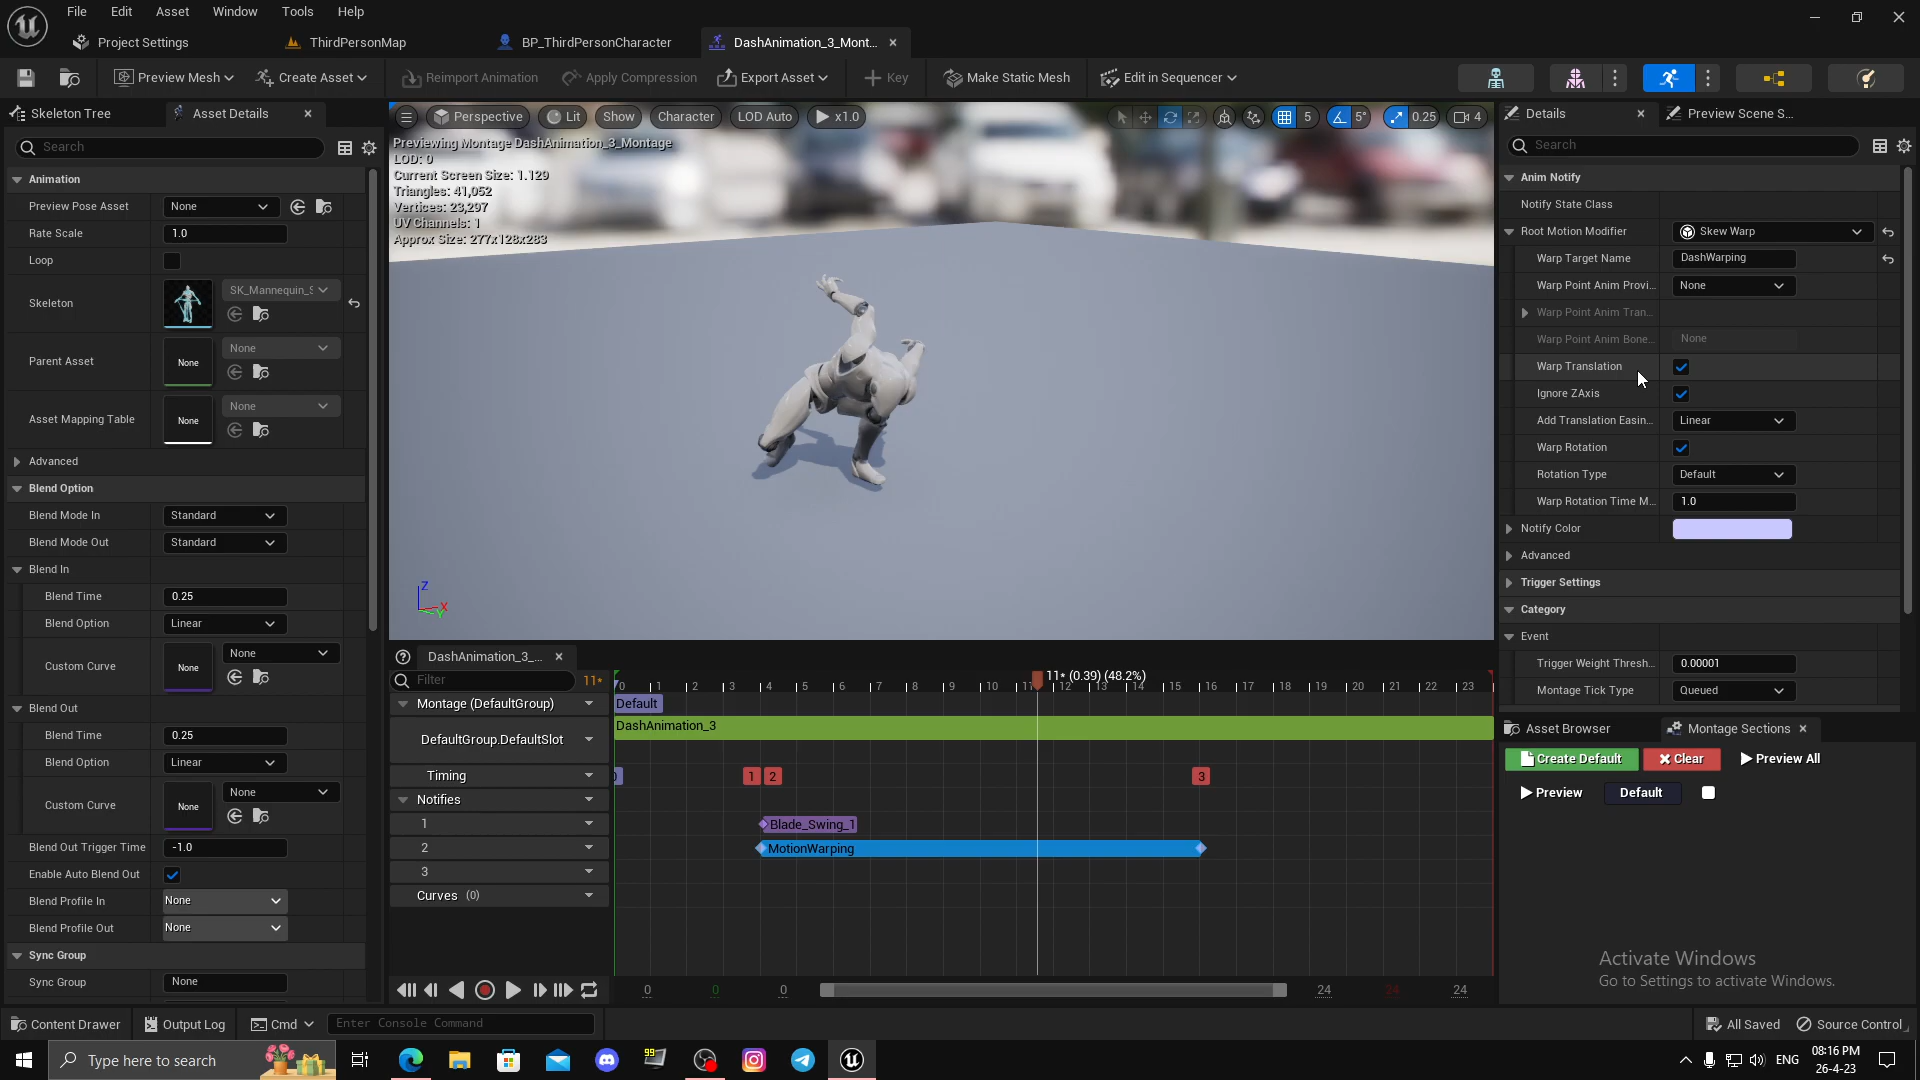 File Edit Asset Window Tools Help
Project Settings ThirdPersonMap BP_ThirdPersonCharacter DashAnimation_3_Mont...
Preview Mesh Create Asset Reimport Animation Apply Compression Export Asset Key Make Static Mesh Edit in Sequencer
Skeleton Tree Asset Details
Search
Animation
Preview Pose Asset None
Rate Scale 1.0
Loop
Skeleton SK_Mannequin_S
Parent Asset None None
Asset Mapping Table None None
Advanced
Blend Option
Blend Mode In Standard
Blend Mode Out Standard
Blend In
Blend Time 0.25
Blend Option Linear
Custom Curve None None
Blend Out
Blend Time 0.25
Blend Option Linear
Custom Curve None None
Blend Out Trigger Time -1.0
Enable Auto Blend Out
Blend Profile In None
Blend Profile Out None
Sync Group
Sync Group None
Perspective Lit Show Character LOD Auto x1.0 5 5° 0.25 4
Previewing Montage DashAnimation_3_Montage
LOD: 0
Current Screen Size: 1.129
Triangles: 41,052
Vertices: 23,297
UV Channels: 1
Approx Size: 277x128x283
Z
X
Y
DashAnimation_3_...
Filter 11*
11* (0.39) (48.2%)
0 1 2 3 4 5 6 7 8 9 10 11 12 13 14 15 16 17 18 19 20 21 22 23
Montage (DefaultGroup) Default
DashAnimation_3
DefaultGroup.DefaultSlot
Timing 1 2 3
Notifies
1 Blade_Swing_1
2 MotionWarping
3
Curves (0)
0 0 0 24 24 24
Details Preview Scene S...
Search
Anim Notify
Notify State Class
Root Motion Modifier Skew Warp
Warp Target Name DashWarping
Warp Point Anim Provi... None
Warp Point Anim Tran...
Warp Point Anim Bone... None
Warp Translation
Ignore ZAxis
Add Translation Easin... Linear
Warp Rotation
Rotation Type Default
Warp Rotation Time M... 1.0
Notify Color
Advanced
Trigger Settings
Category
Event
Trigger Weight Thresh... 0.00001
Montage Tick Type Queued
Asset Browser Montage Sections
Create Default Clear Preview All
Preview Default
Activate Windows
Go to Settings to activate Windows.
Content Drawer Output Log Cmd Enter Console Command All Saved Source Control
Type here to search 99 ENG 08:16 PM
26-4-23